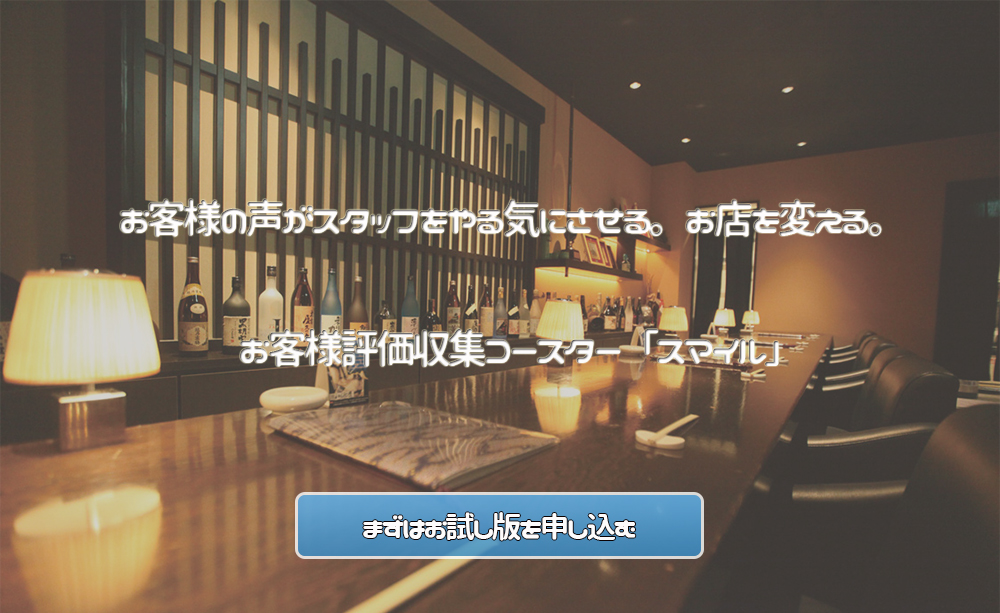 お客様の声がスタッフをやる気にさせる。お店を変える。
お客様評価収集コースター「スマイル」
まずはお試し版を申し込む